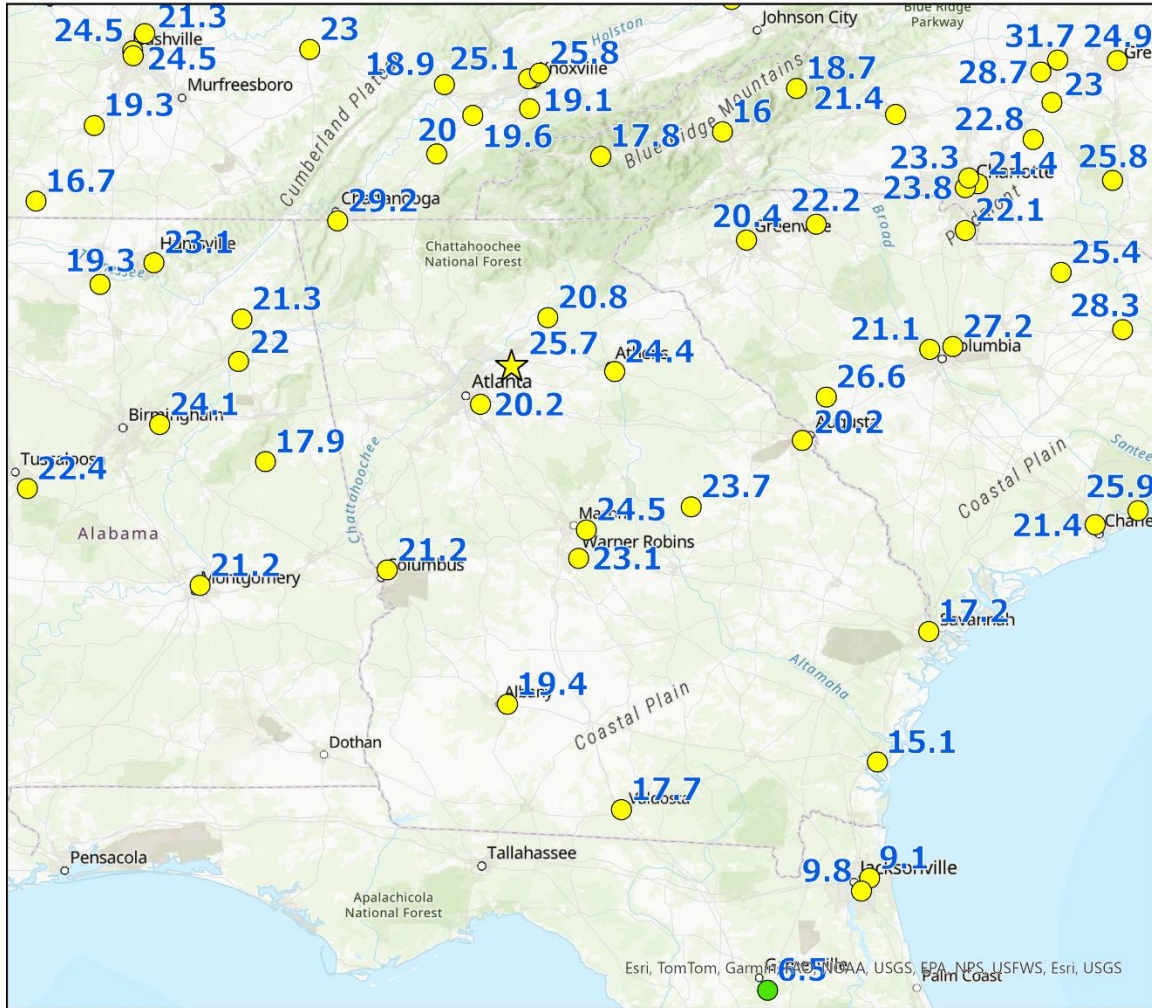 21.3
24.5
Nashville
24.5
Murfreesboro
19.3
16.7
23
18.9
25.1
25.8
Knoxville
Holston
Johnson City
Blue Ridge
Parkway
31.7
24.9
28.7
23
18.7
21.4
22.8
19.1
19.6
20
17.8
Blue Ridge Mountains
16
Cumberland Plateau
23.3
21.4
Charlotte
23.8
25.8
22.1
Piedmont
Chattanooga
29.2
Chattahoochee
National Forest
20.4
22.2
Greenville
Broad
Huntsville
23.1
19.3
25.4
21.3
22
20.8
25.7
Atlanta
20.2
Athens
24.4
21.1
27.2
Columbia
28.3
26.6
20.2
Augusta
Birmingham
24.1
17.9
22.4
Alabama
Chattahoochee
Coastal Plain
Santee
25.9
21.4
23.7
24.5
Macon
Warner Robins
23.1
21.2
Montgomery
21.2
Columbus
17.2
Savannah
Altamaha
19.4
Albany
Coastal Plain
Dothan
15.1
17.7
Valdosta
Pensacola
Tallahassee
Apalachicola
National Forest
9.1
9.8
Jacksonville
6.5
Gainesville
Palm Coast
Esri, TomTom, Garmin, FAO, NOAA, USGS, EPA, NPS, USFWS, Esri, USGS